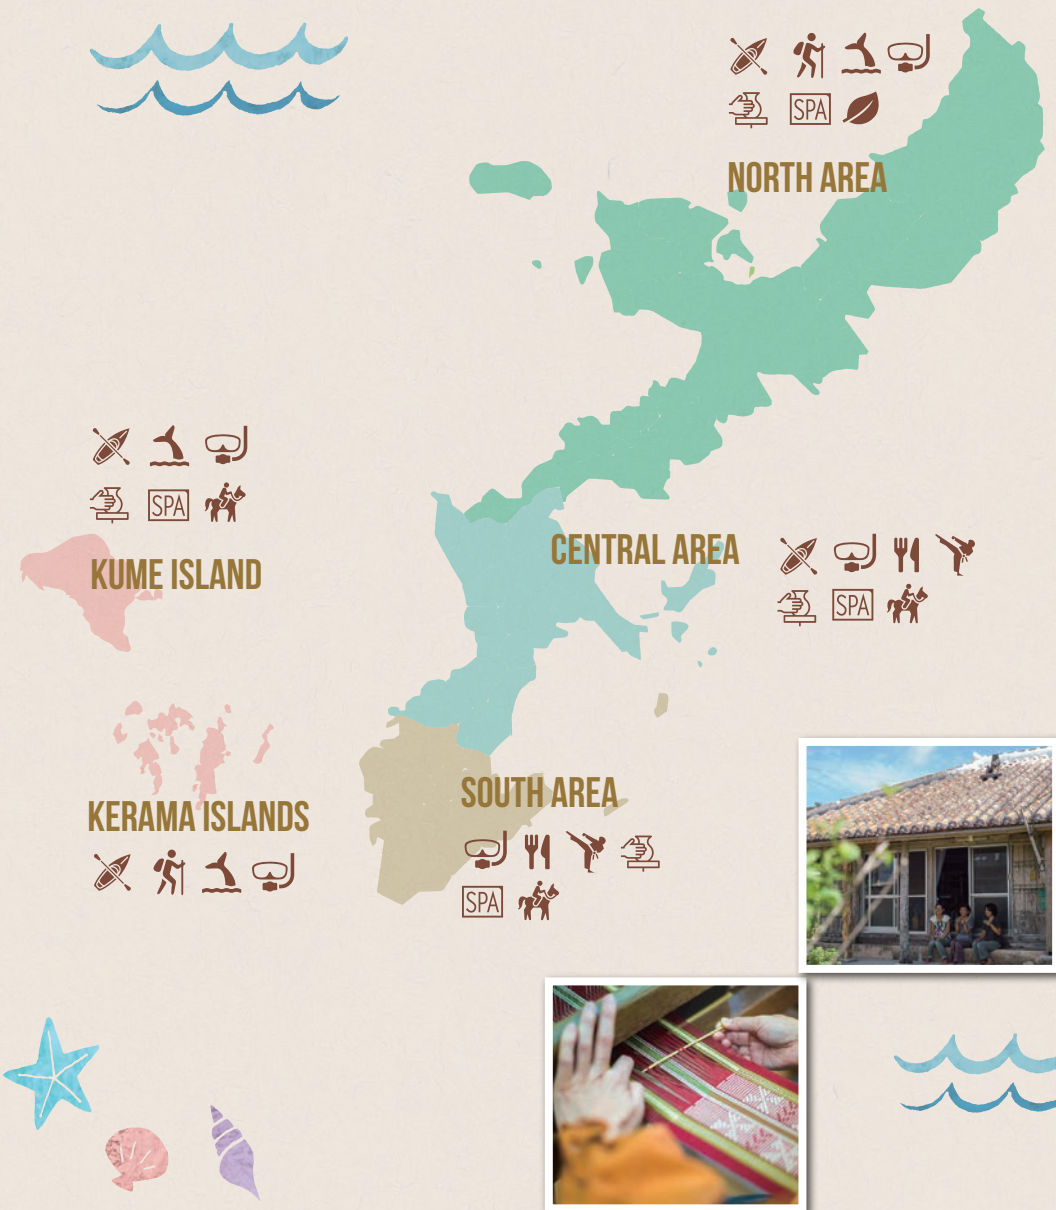 SPA
NORTH AREA
CENTRAL AREA
SPA
SPA
KUME ISLAND
SOUTH AREA
KERAMA ISLANDS
SPA